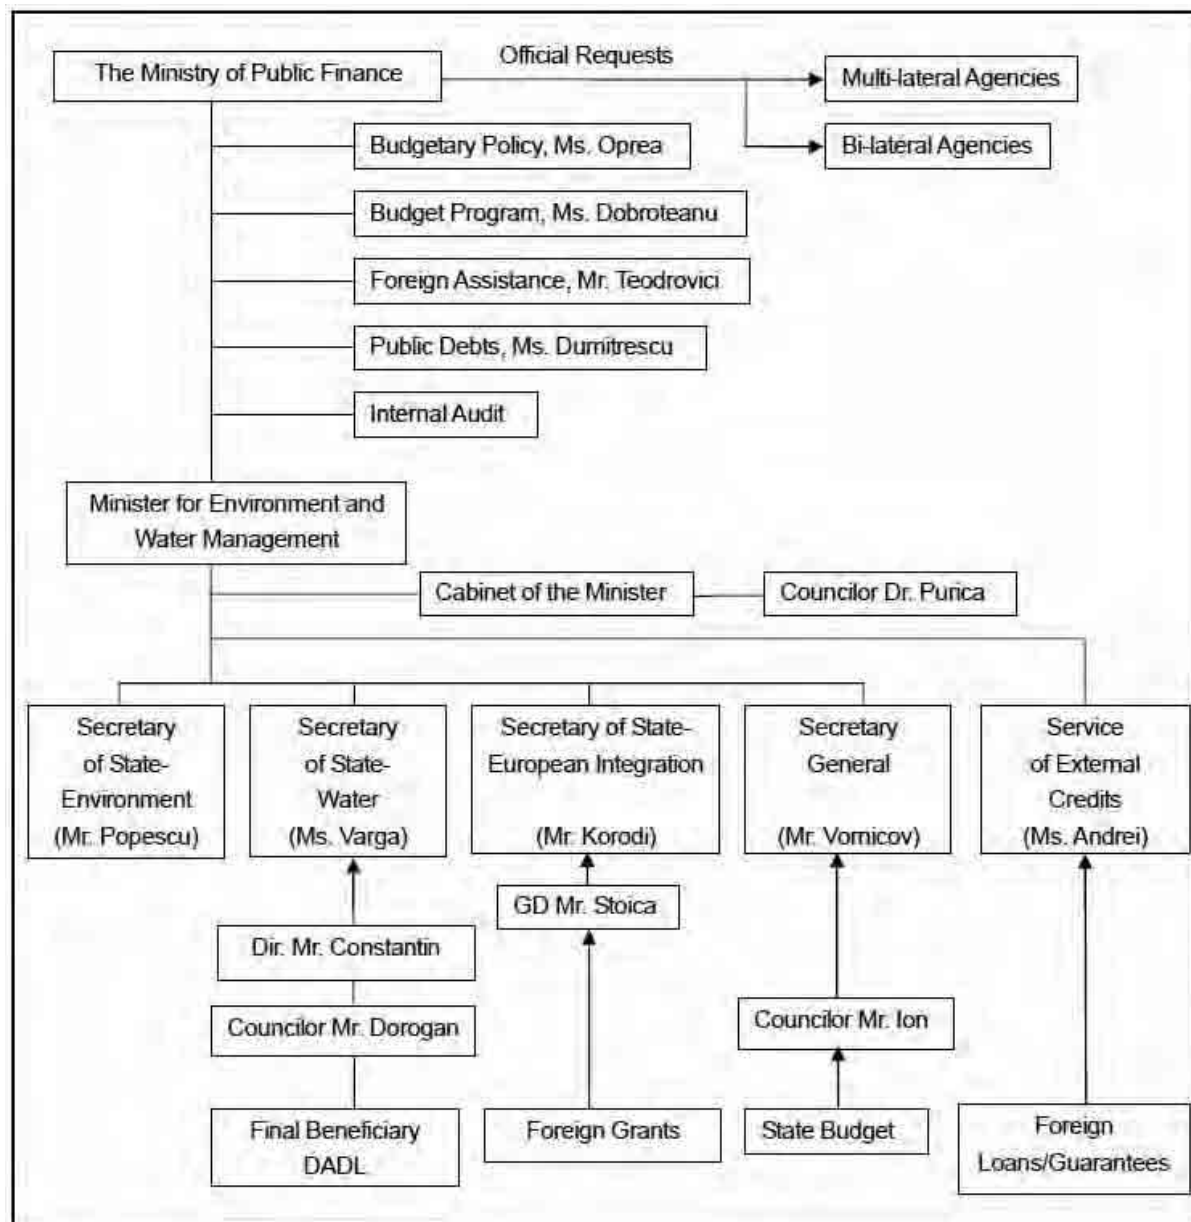 The Ministry of Public Finance
Official Requests
Multi-lateral Agencies
Bi-lateral Agencies
Budgetary Policy, Ms. Oprea
Budget Program, Ms. Dobroteanu
Foreign Assistance, Mr. Teodrovici
Public Debts, Ms. Dumitrescu
Internal Audit
Minister for Environment and
Water Management
Cabinet of the Minister
Councilor Dr. Purica
Secretary
of State-
Environment
(Mr. Popescu)
Secretary
of State-
Water
(Ms. Varga)
Secretary of State-
European Integration
(Mr. Korodi)
Secretary
General
(Mr. Vornicov)
Service
of External
Credits
(Ms. Andrei)
Dir. Mr. Constantin
Councilor Mr. Dorogan
Final Beneficiary
DADL
GD Mr. Stoica
Foreign Grants
Councilor Mr. Ion
State Budget
Foreign
Loans/Guarantees